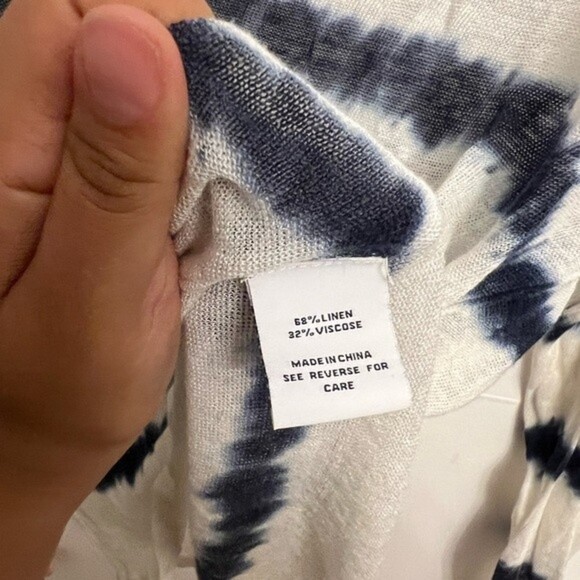 68%LINEN
32%VISCOSE
MADE IN CHINA
SEE REVERSE FOR
CARE